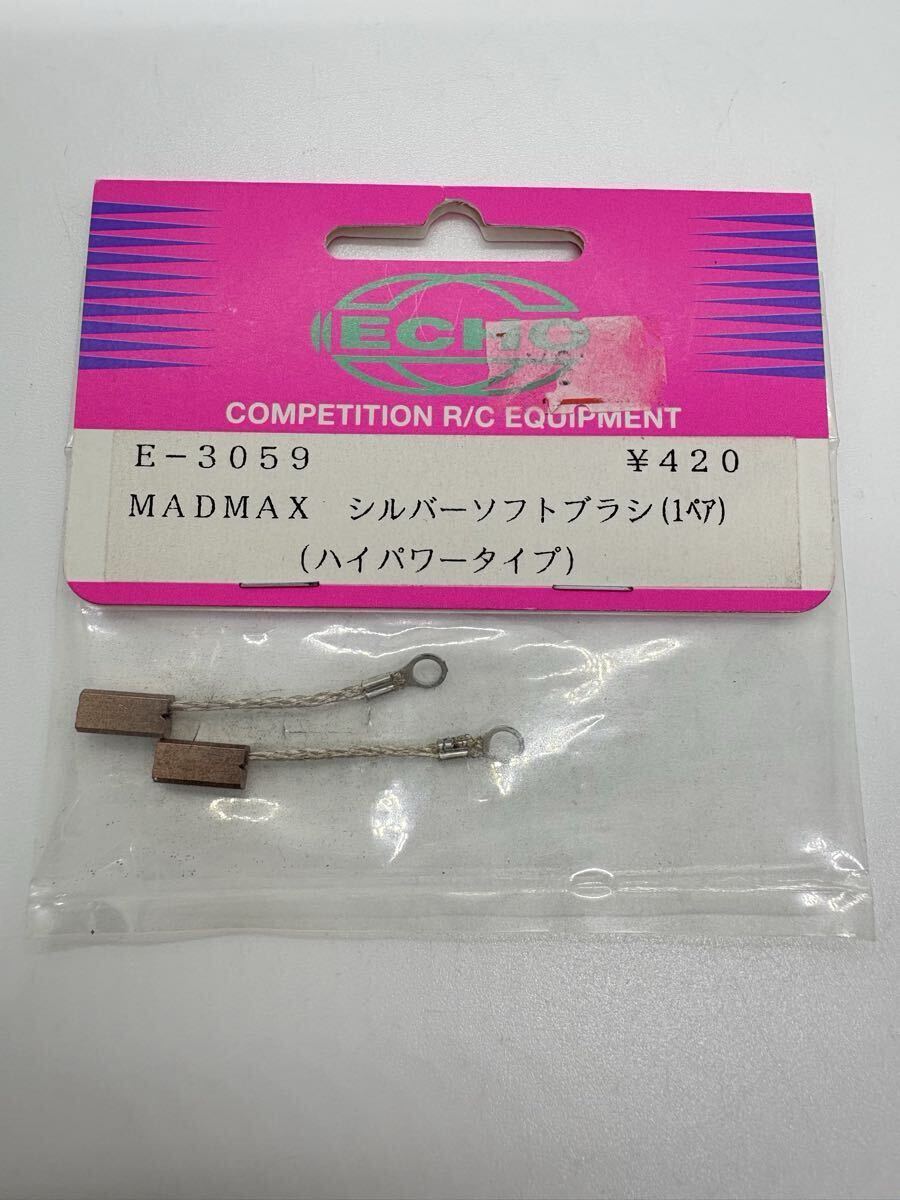 ECHO
COMPETITION R/C EQUIPMENT
E-3059 ¥420
MADMAX シルバーソフトブラシ(1ペア)
(ハイパワータイプ)